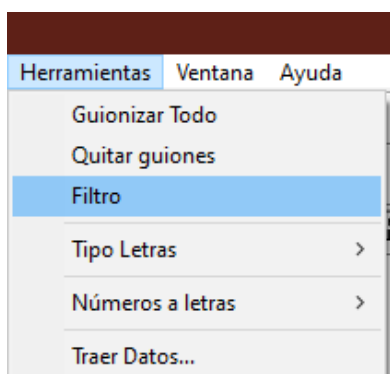 Herramientas Ventana Ayuda
Guionizar Todo
Quitar guiones
Filtro
Tipo Letras
Números a letras
Traer Datos...